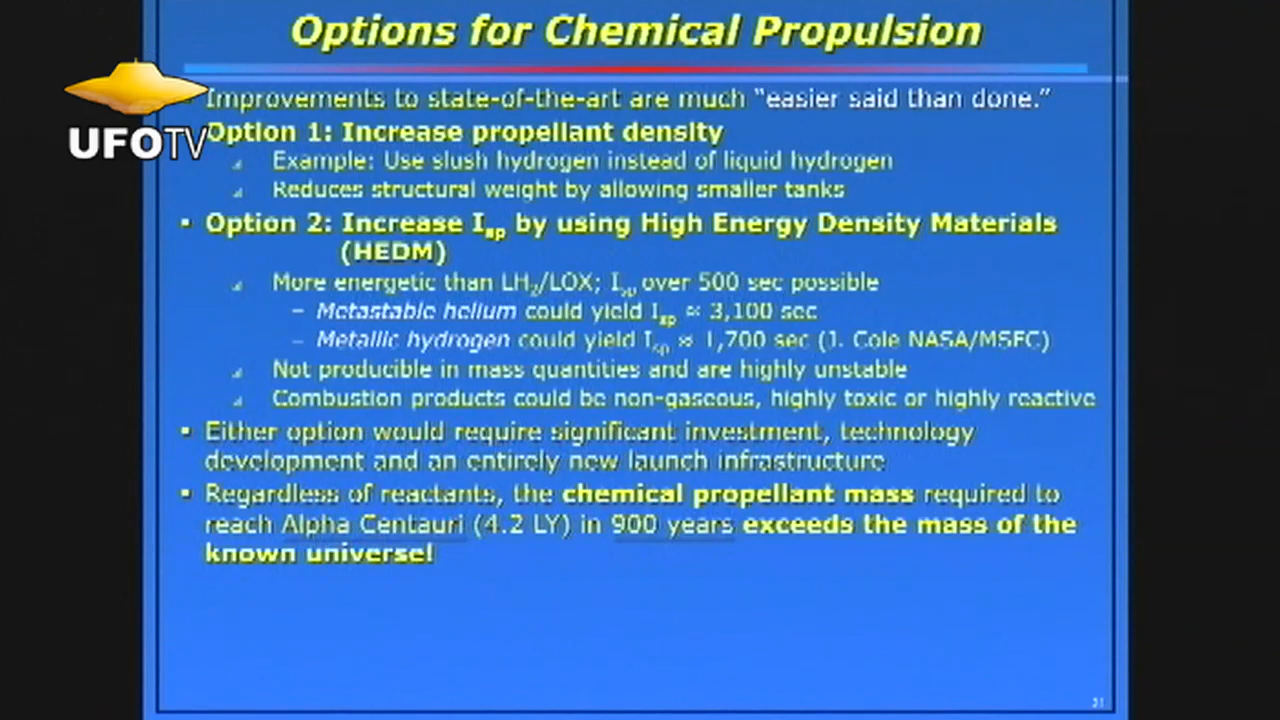 Options for Chemical Propulsion
UFOTV
Improvements to state-of-the-art are much “easier said than done.”
Option 1: Increase propellant density
Example: Use slush hydrogen instead of liquid hydrogen
Reduces structural weight by allowing smaller tanks
▪ Option 2: Increase Isp by using High Energy Density Materials
(HEDM)
More energetic than LH2/LOX; Isp over 500 sec possible
– Metastable helium could yield Isp ≈ 3,100 sec
– Metallic hydrogen could yield Isp ≈ 1,700 sec (J. Cole NASA/MSFC)
Not producible in mass quantities and are highly unstable
Combustion products could be non-gaseous, highly toxic or highly reactive
▪ Either option would require significant investment, technology
development and an entirely new launch infrastructure
▪ Regardless of reactants, the chemical propellant mass required to
reach Alpha Centauri (4.2 LY) in 900 years exceeds the mass of the
known universe!